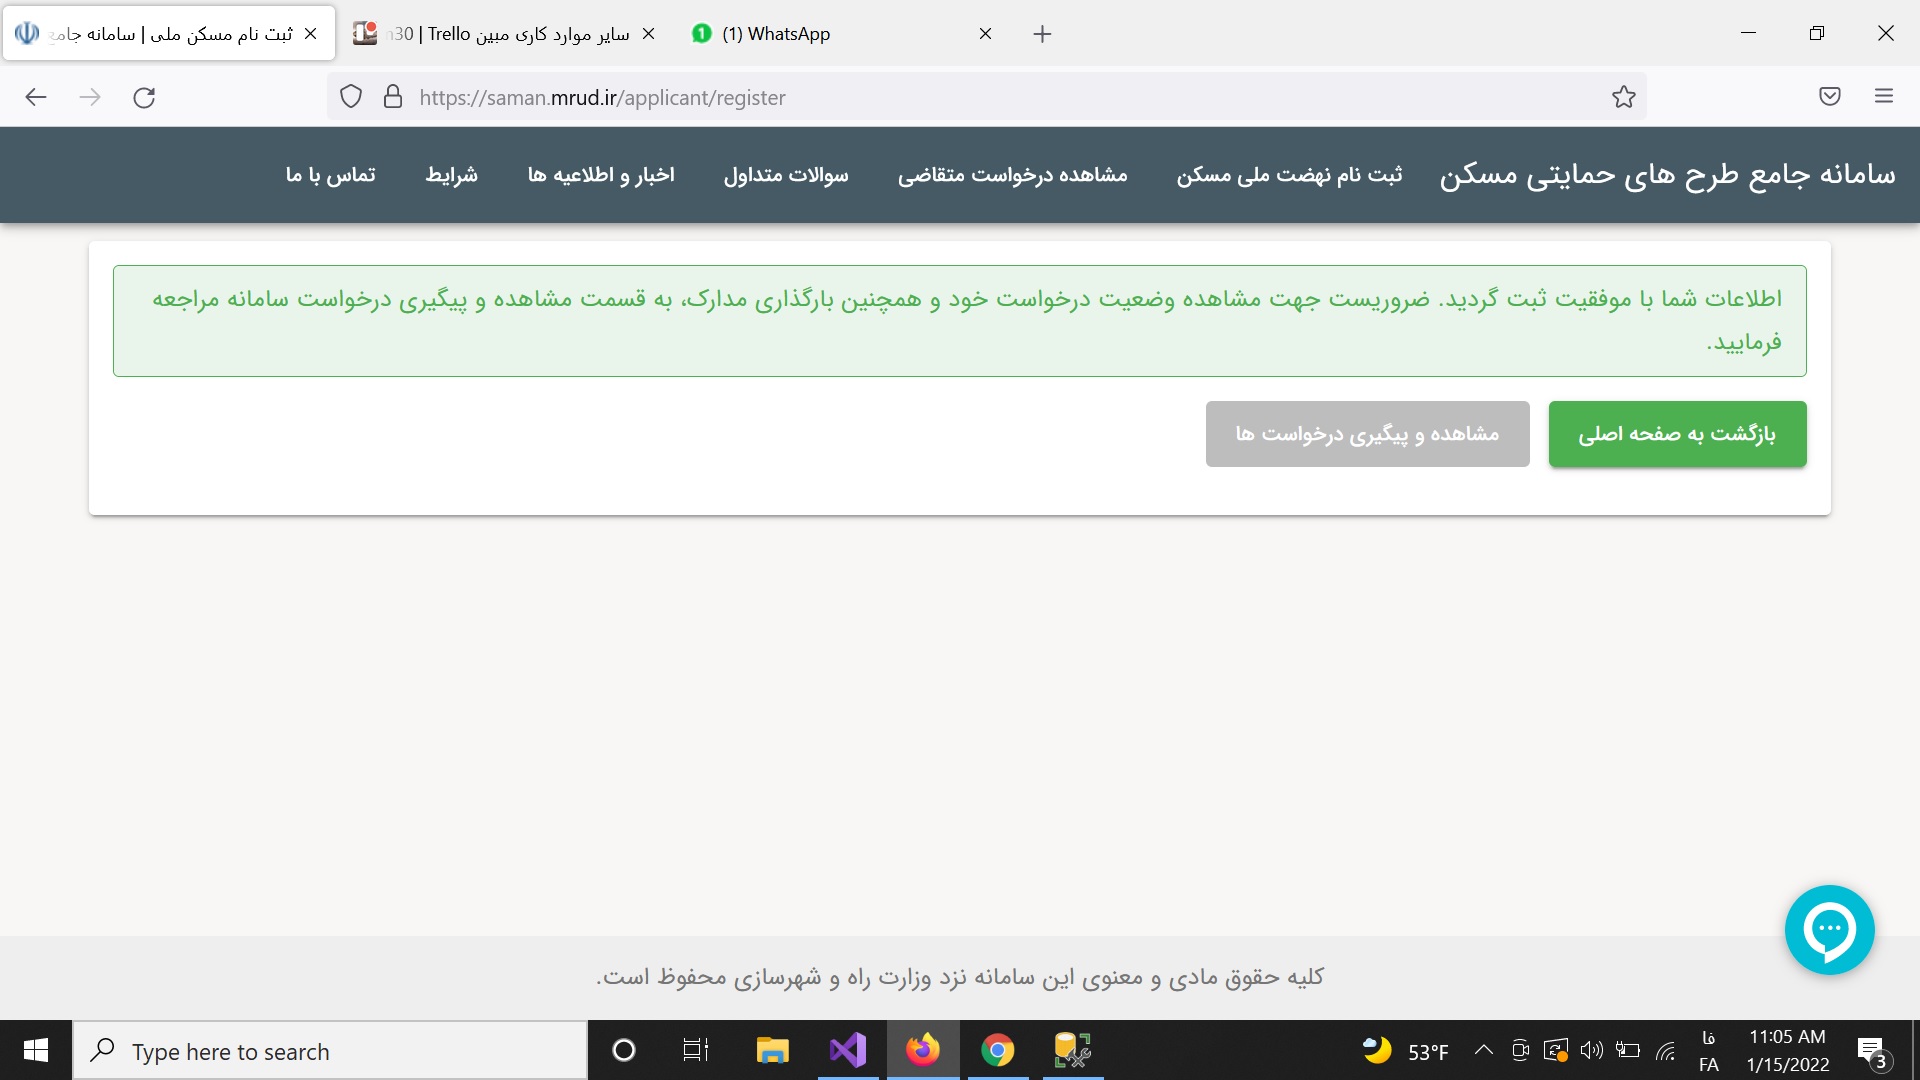 ثبت نام مسکن ملی | سامانه جامع
n30 | Trello سایر موارد کاری مبین
(1) WhatsApp
https://saman.mrud.ir/applicant/register
سامانه جامع طرح های حمایتی مسکن
ثبت نام نهضت ملی مسکن
مشاهده درخواست متقاضی
سوالات متداول
اخبار و اطلاعیه ها
شرایط
تماس با ما
اطلاعات شما با موفقیت ثبت گردید. ضروریست جهت مشاهده وضعیت درخواست خود و همچنین بارگذاری مدارک، به قسمت مشاهده و پیگیری درخواست سامانه مراجعه
فرمایید.
بازگشت به صفحه اصلی
مشاهده و پیگیری درخواست ها
کلیه حقوق مادی و معنوی این سامانه نزد وزارت راه و شهرسازی محفوظ است.
Type here to search
53°F
فا
FA
11:05 AM
1/15/2022
3